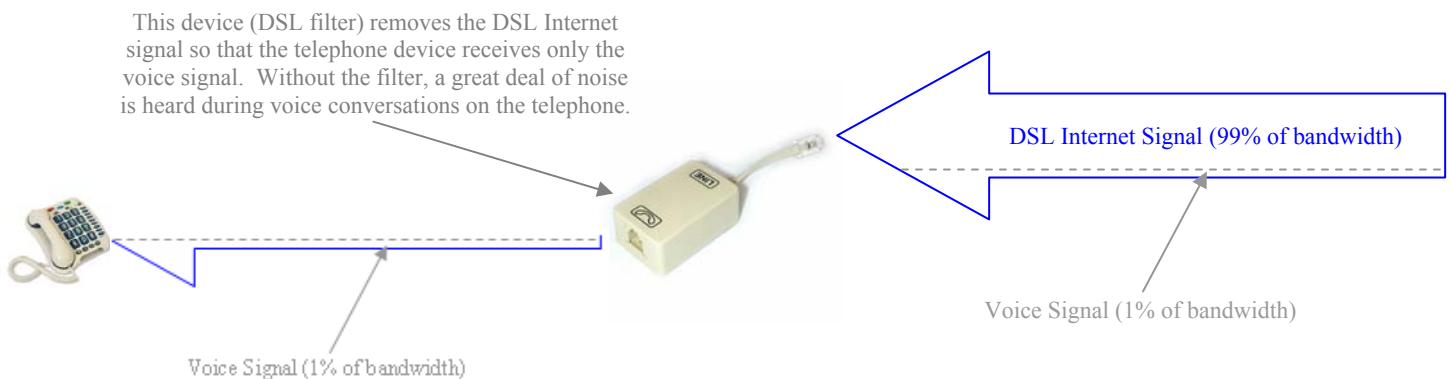 This device (DSL filter) removes the DSL Internet
signal so that the telephone device receives only the
voice signal.  Without the filter, a great deal of noise
is heard during voice conversations on the telephone.
DSL Internet Signal (99% of bandwidth)
LINE
Voice Signal (1% of bandwidth)
Voice Signal (1% of bandwidth)